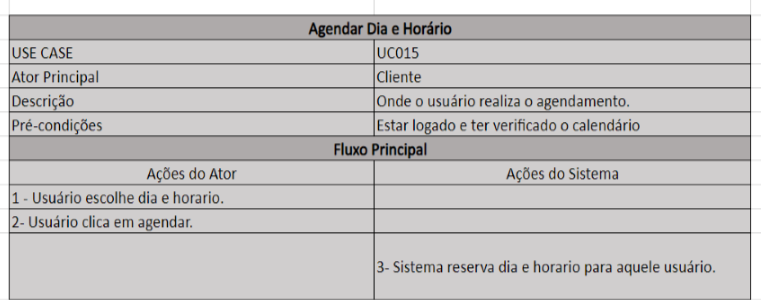 Agendar Dia e Horário
USE CASE UC015
Ator Principal Cliente
Descrição Onde o usuário realiza o agendamento.
Pré-condições Estar logado e ter verificado o calendário
Fluxo Principal
Ações do Ator Ações do Sistema
1 - Usuário escolhe dia e horario.
2- Usuário clica em agendar.
3- Sistema reserva dia e horario para aquele usuário.